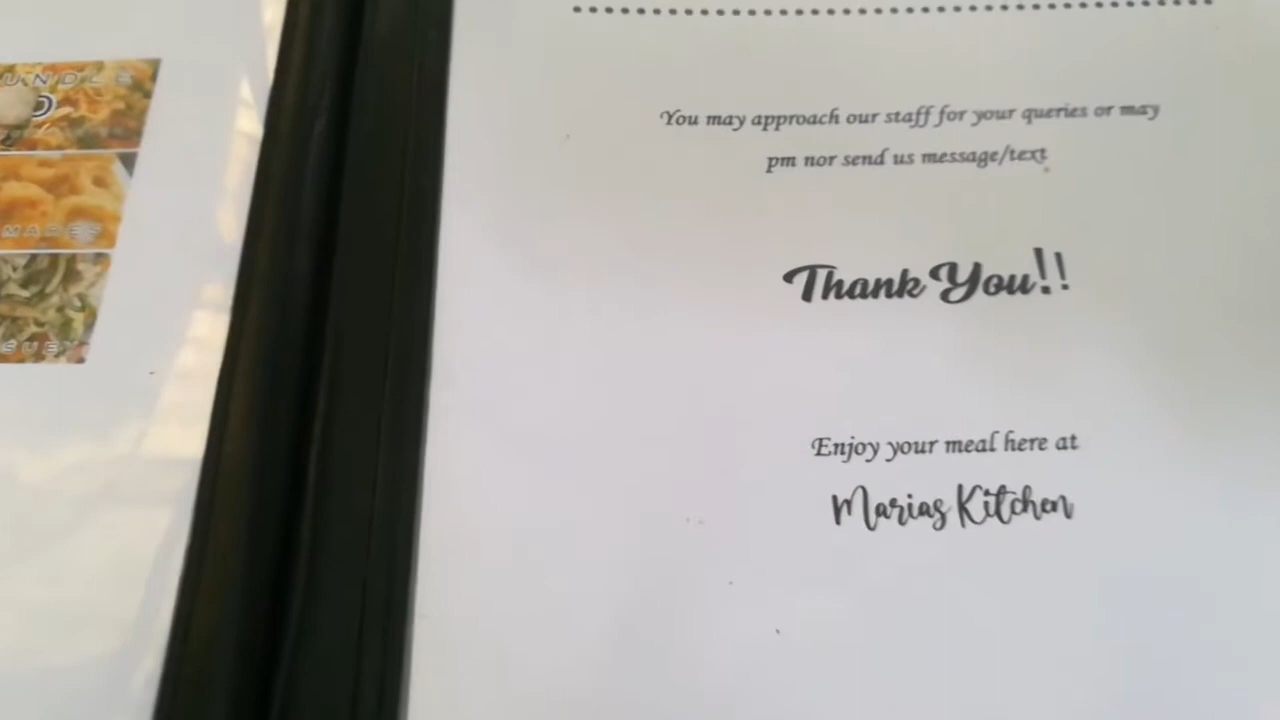 You may approach our staff for your queries or may
pm nor send us message/text
Thank You!!
Enjoy your meal here at
Marias Kitchen